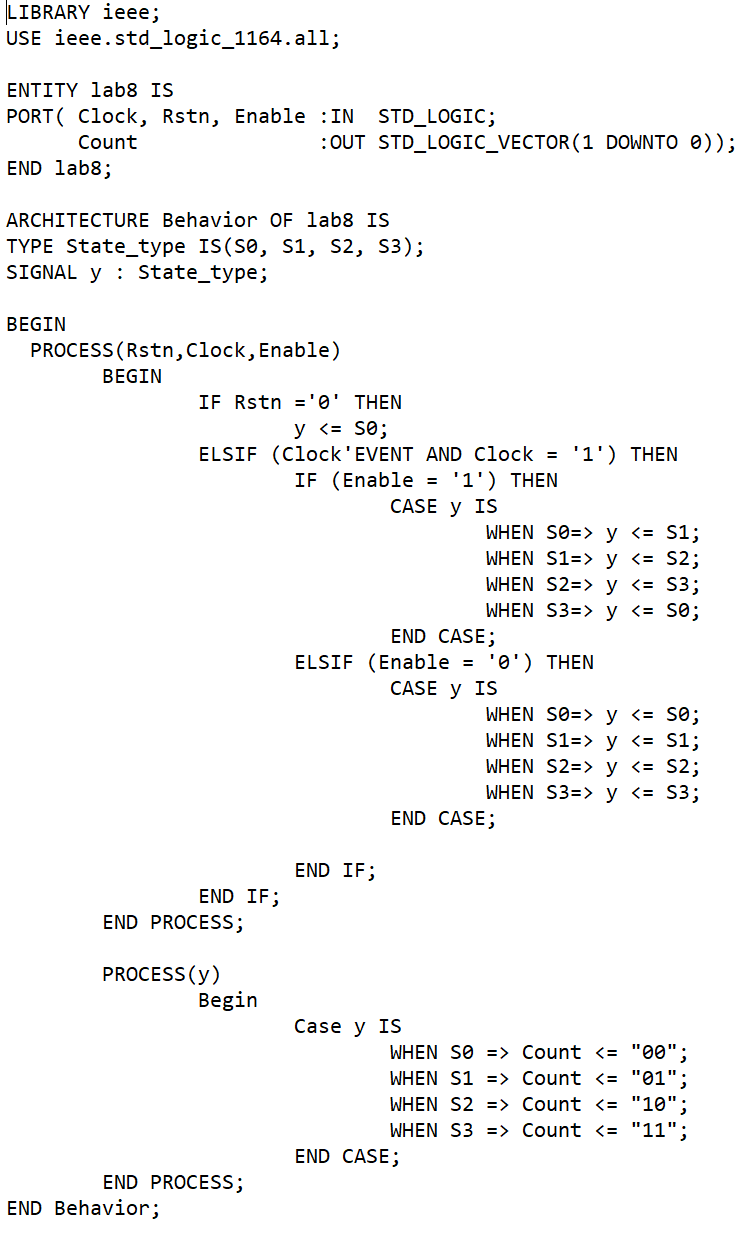 LIBRARY ieee;
USE ieee.std_logic_1164.all;

ENTITY lab8 IS
PORT( Clock, Rstn, Enable :IN  STD_LOGIC;
      Count               :OUT STD_LOGIC_VECTOR(1 DOWNTO 0));
END lab8;

ARCHITECTURE Behavior OF lab8 IS
TYPE State_type IS(S0, S1, S2, S3);
SIGNAL y : State_type;

BEGIN
  PROCESS(Rstn,Clock,Enable)
        BEGIN
                IF Rstn ='0' THEN
                        y <= S0;
                ELSIF (Clock'EVENT AND Clock = '1') THEN
                        IF (Enable = '1') THEN
                                CASE y IS
                                        WHEN S0=> y <= S1;
                                        WHEN S1=> y <= S2;
                                        WHEN S2=> y <= S3;
                                        WHEN S3=> y <= S0;
                                END CASE;
                        ELSIF (Enable = '0') THEN
                                CASE y IS
                                        WHEN S0=> y <= S0;
                                        WHEN S1=> y <= S1;
                                        WHEN S2=> y <= S2;
                                        WHEN S3=> y <= S3;
                                END CASE;

                        END IF;
                END IF;
        END PROCESS;

        PROCESS(y)
                Begin
                        Case y IS
                                WHEN S0 => Count <= "00";
                                WHEN S1 => Count <= "01";
                                WHEN S2 => Count <= "10";
                                WHEN S3 => Count <= "11";
                        END CASE;
        END PROCESS;
END Behavior;